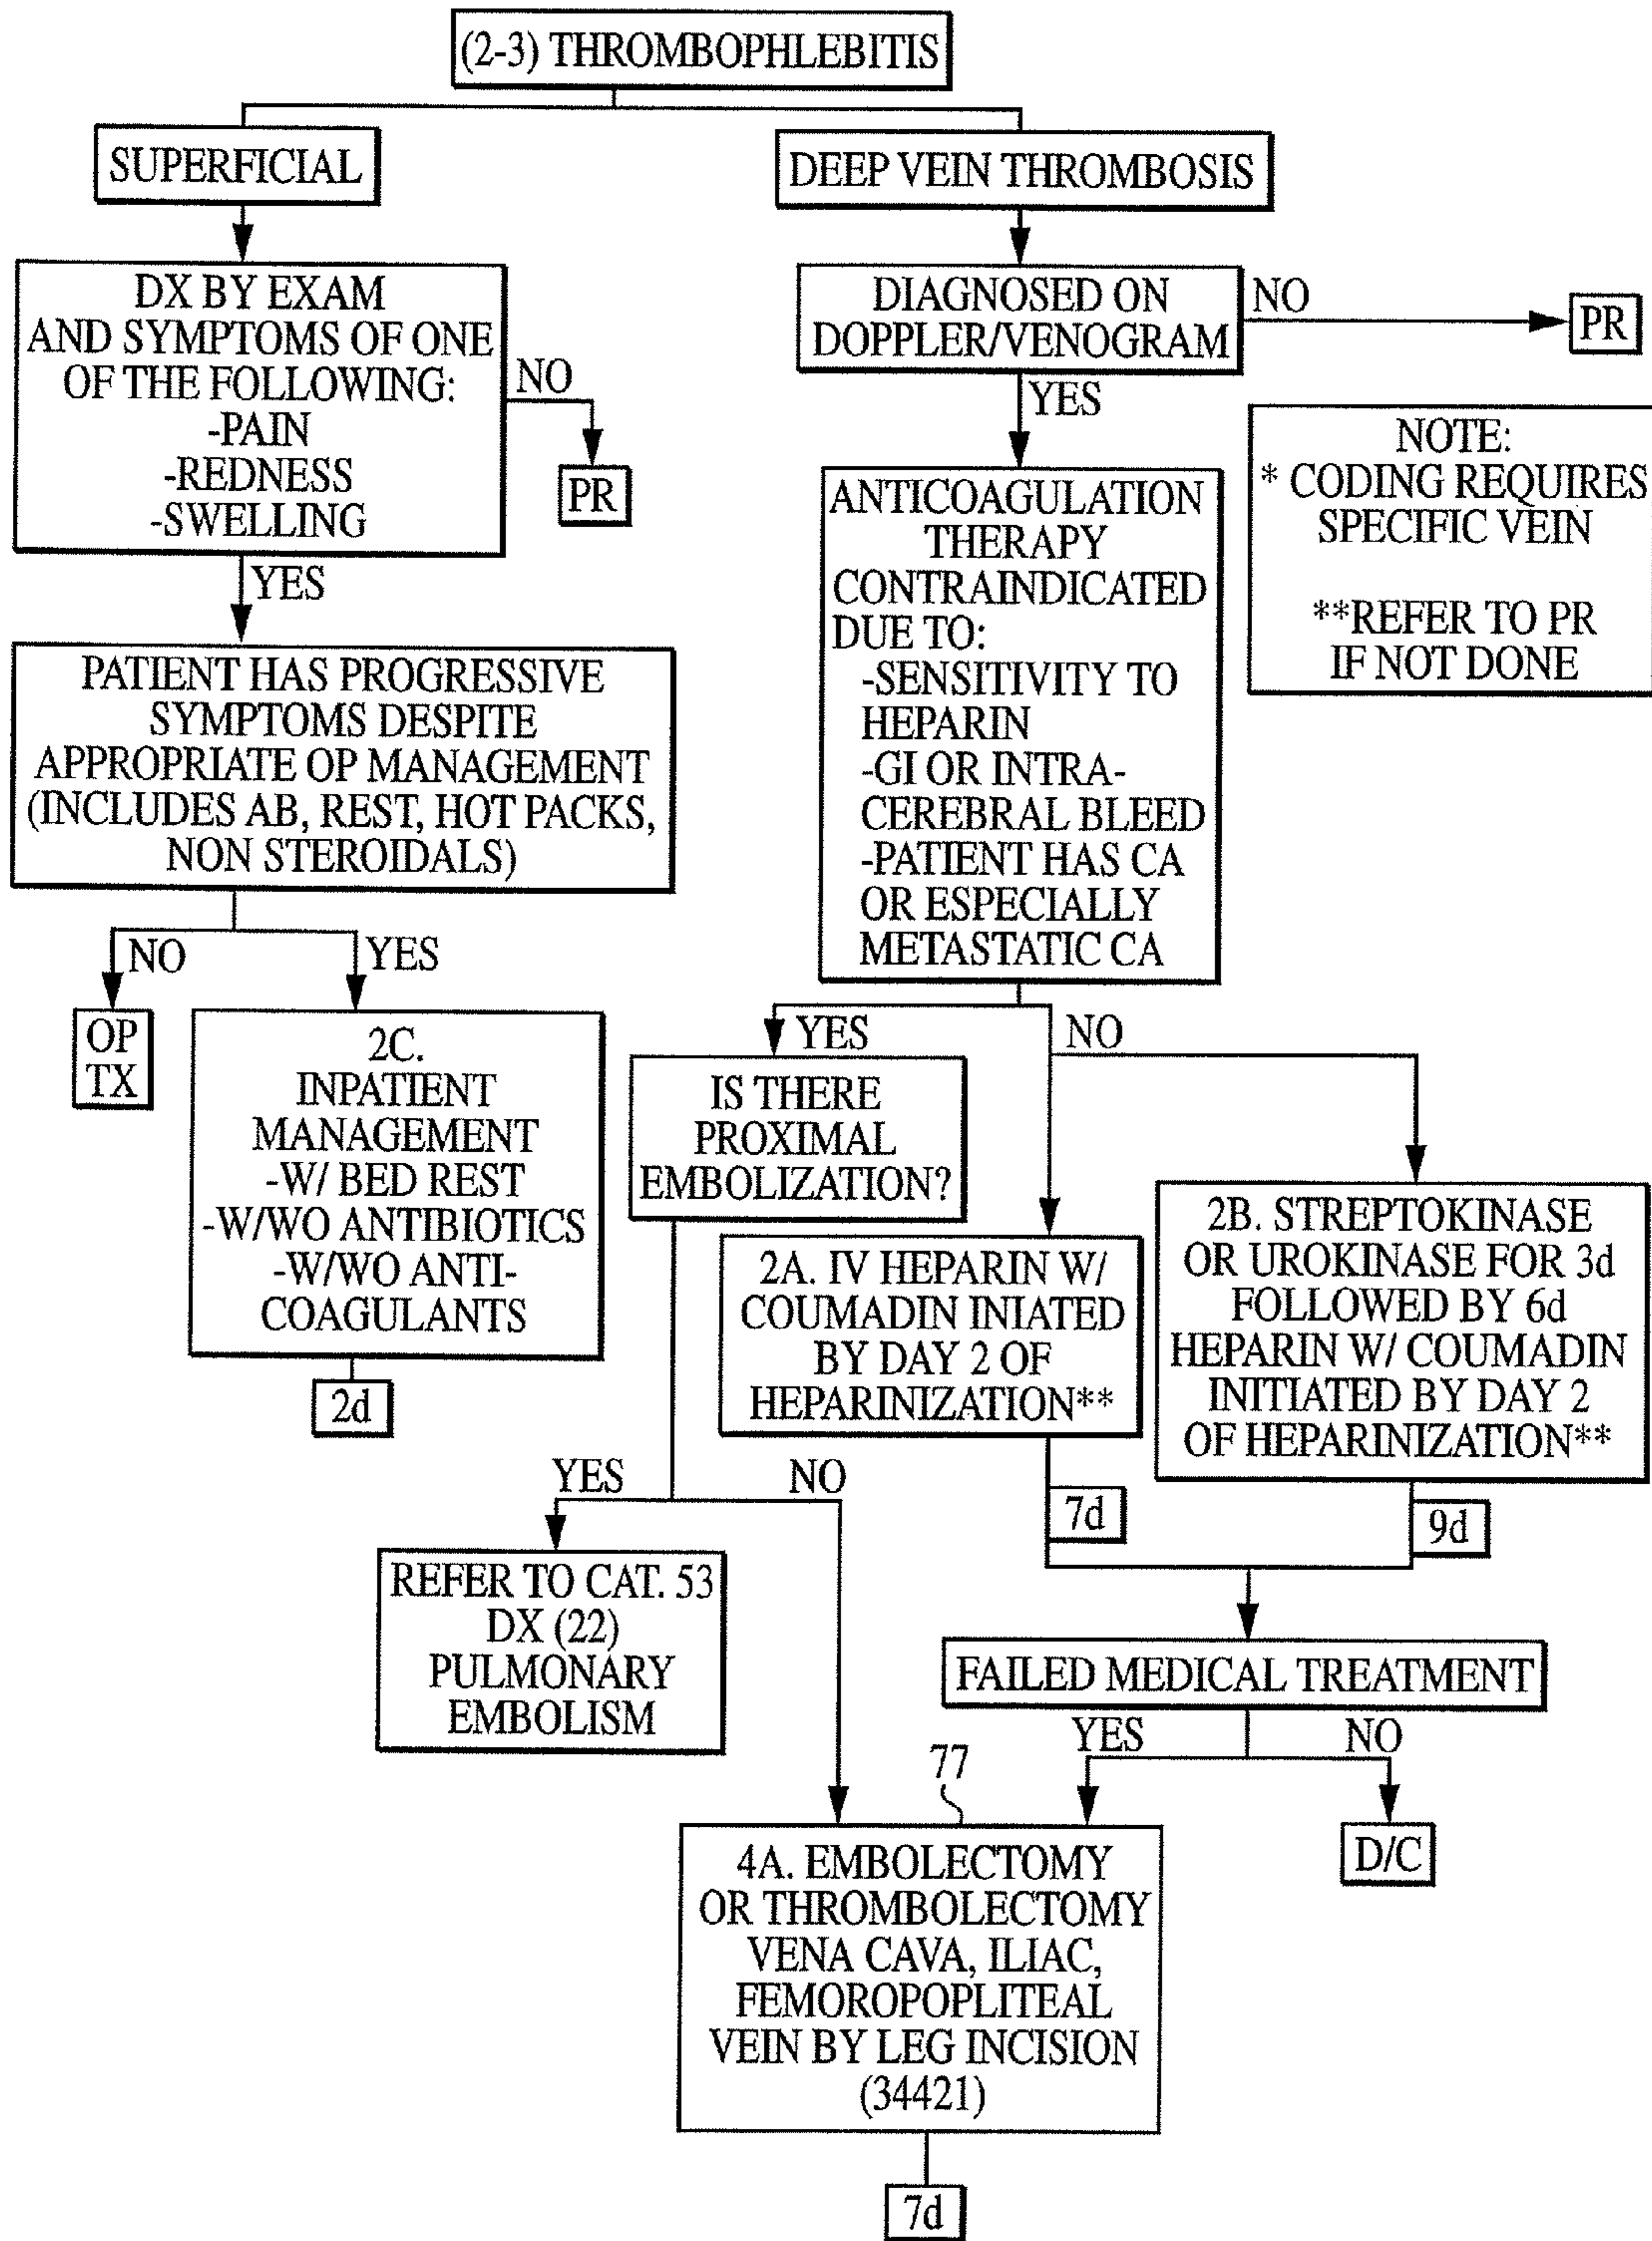 (2-3) THROMBOPHLEBITIS
SUPERFICIAL
DX BY EXAM
AND SYMPTOMS OF ONE
OF THE FOLLOWING:
-PAIN
-REDNESS
-SWELLING
NO
PR
YES
PATIENT HAS PROGRESSIVE
SYMPTOMS DESPITE
APPROPRIATE OP MANAGEMENT
(INCLUDES AB, REST, HOT PACKS,
NON STEROIDALS)
NO
YES
OP
TX
2C.
INPATIENT
MANAGEMENT
-W/ BED REST
-W/WO ANTIBIOTICS
-W/WO ANTI-
COAGULANTS
2d
DEEP VEIN THROMBOSIS
DIAGNOSED ON
DOPPLER/VENOGRAM
NO
PR
YES
NOTE:
* CODING REQUIRES
SPECIFIC VEIN
**REFER TO PR
IF NOT DONE
ANTICOAGULATION
THERAPY
CONTRAINDICATED
DUE TO:
-SENSITIVITY TO
HEPARIN
-GI OR INTRA-
CEREBRAL BLEED
-PATIENT HAS CA
OR ESPECIALLY
METASTATIC CA
YES
NO
IS THERE
PROXIMAL
EMBOLIZATION?
2A. IV HEPARIN W/
COUMADIN INIATED
BY DAY 2 OF
HEPARINIZATION**
7d
2B. STREPTOKINASE
OR UROKINASE FOR 3d
FOLLOWED BY 6d
HEPARIN W/ COUMADIN
INITIATED BY DAY 2
OF HEPARINIZATION**
9d
YES
NO
REFER TO CAT. 53
DX (22)
PULMONARY
EMBOLISM
FAILED MEDICAL TREATMENT
YES
NO
D/C
77
4A. EMBOLECTOMY
OR THROMBOLECTOMY
VENA CAVA, ILIAC,
FEMOROPOPLITEAL
VEIN BY LEG INCISION
(34421)
7d